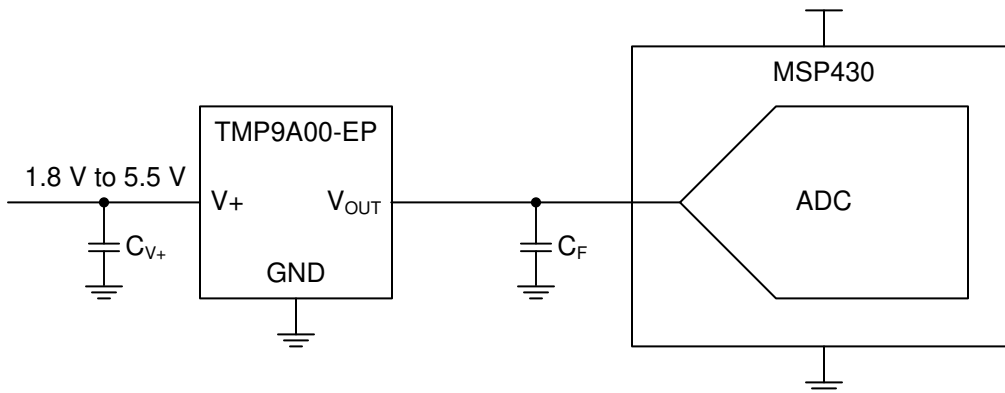 MSP430
TMP9A00-EP
1.8 V to 5.5 V
V+
VOUT
ADC
CV+
CF
GND